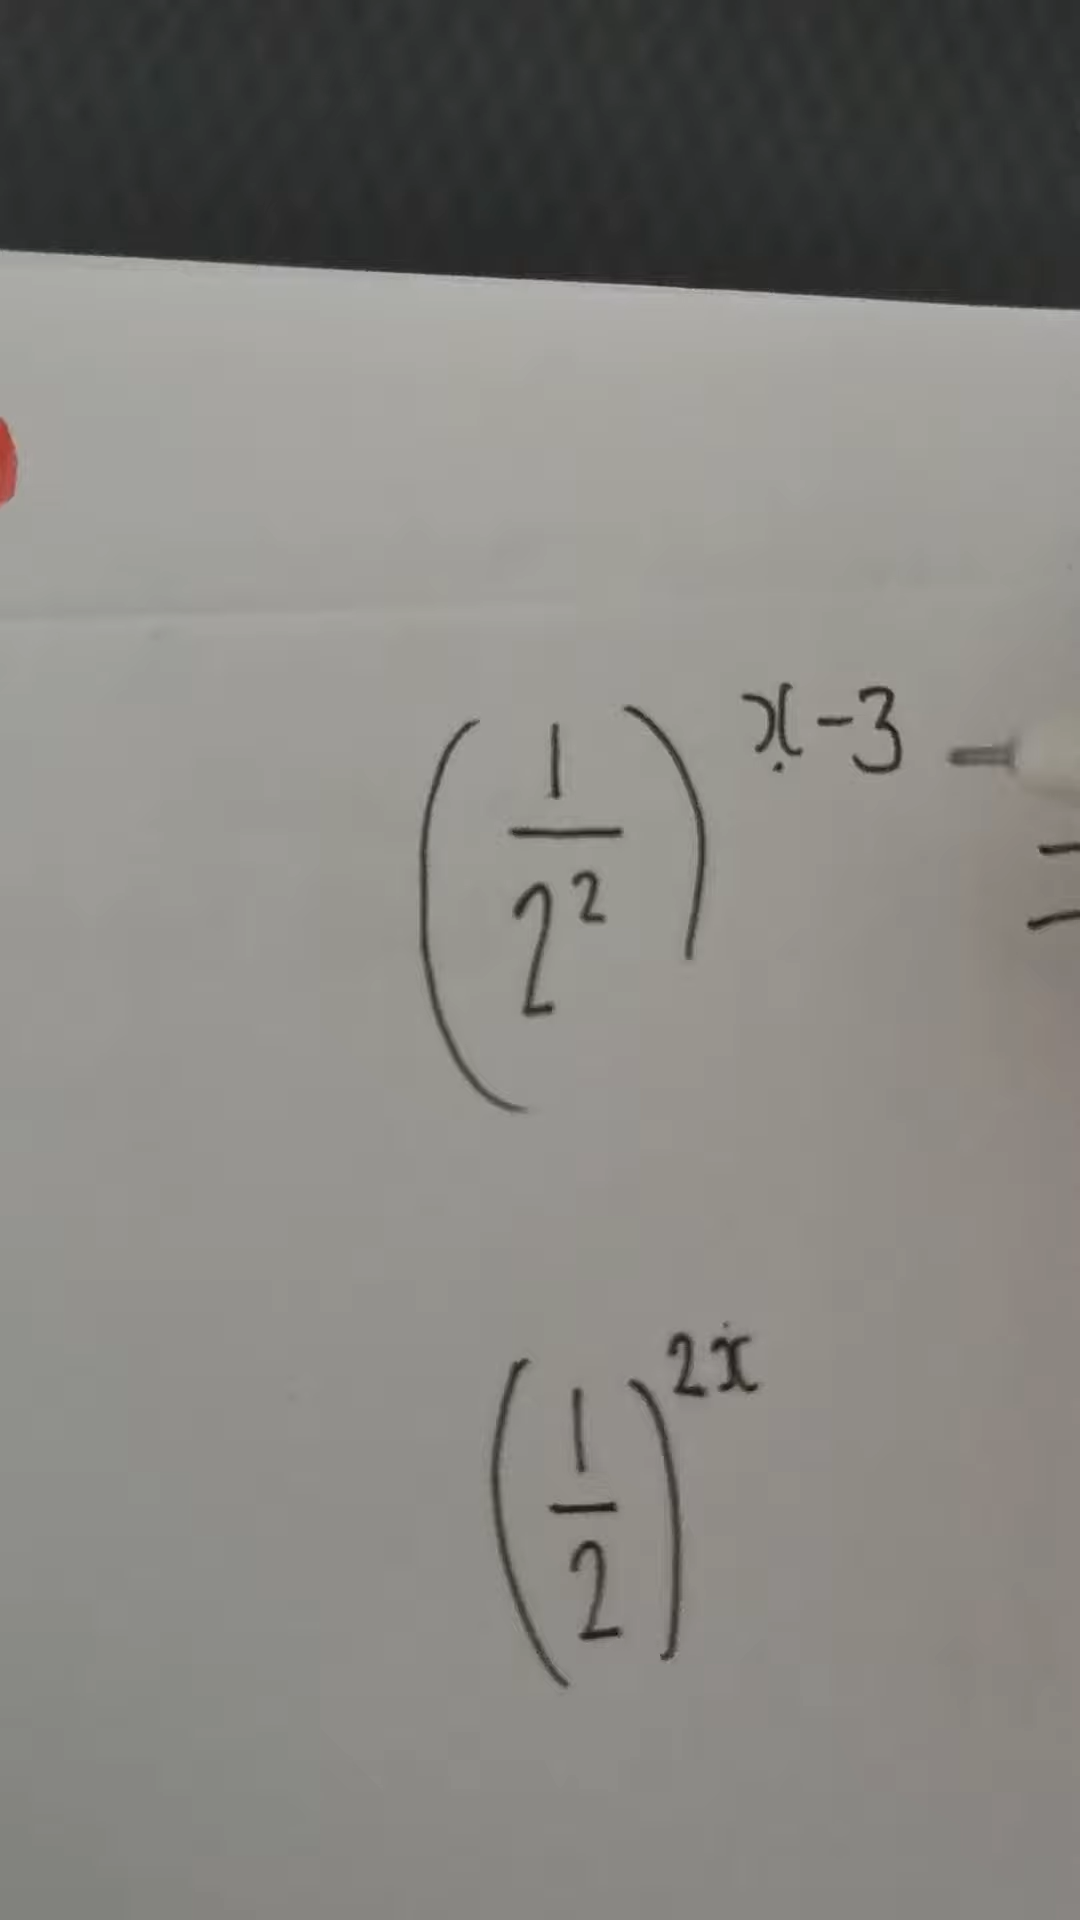 (1/2²)^(x-3) =
(1/2)^(2x)